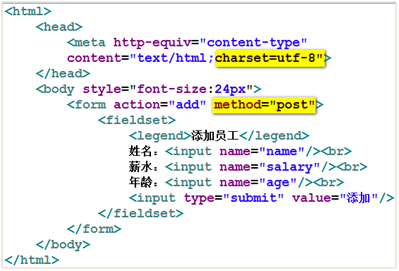 <html>
<head>
<meta http-equiv="content-type"
content="text/html;charset=utf-8">
</head>
<body style="font-size:24px">
<form action="add" method="post">
<fieldset>
<legend>添加员工</legend>
姓名：<input name="name"/><br>
薪水：<input name="salary"/><br>
年龄：<input name="age"/><br>
<input type="submit" value="添加"/>
</fieldset>
</form>
</body>
</html>